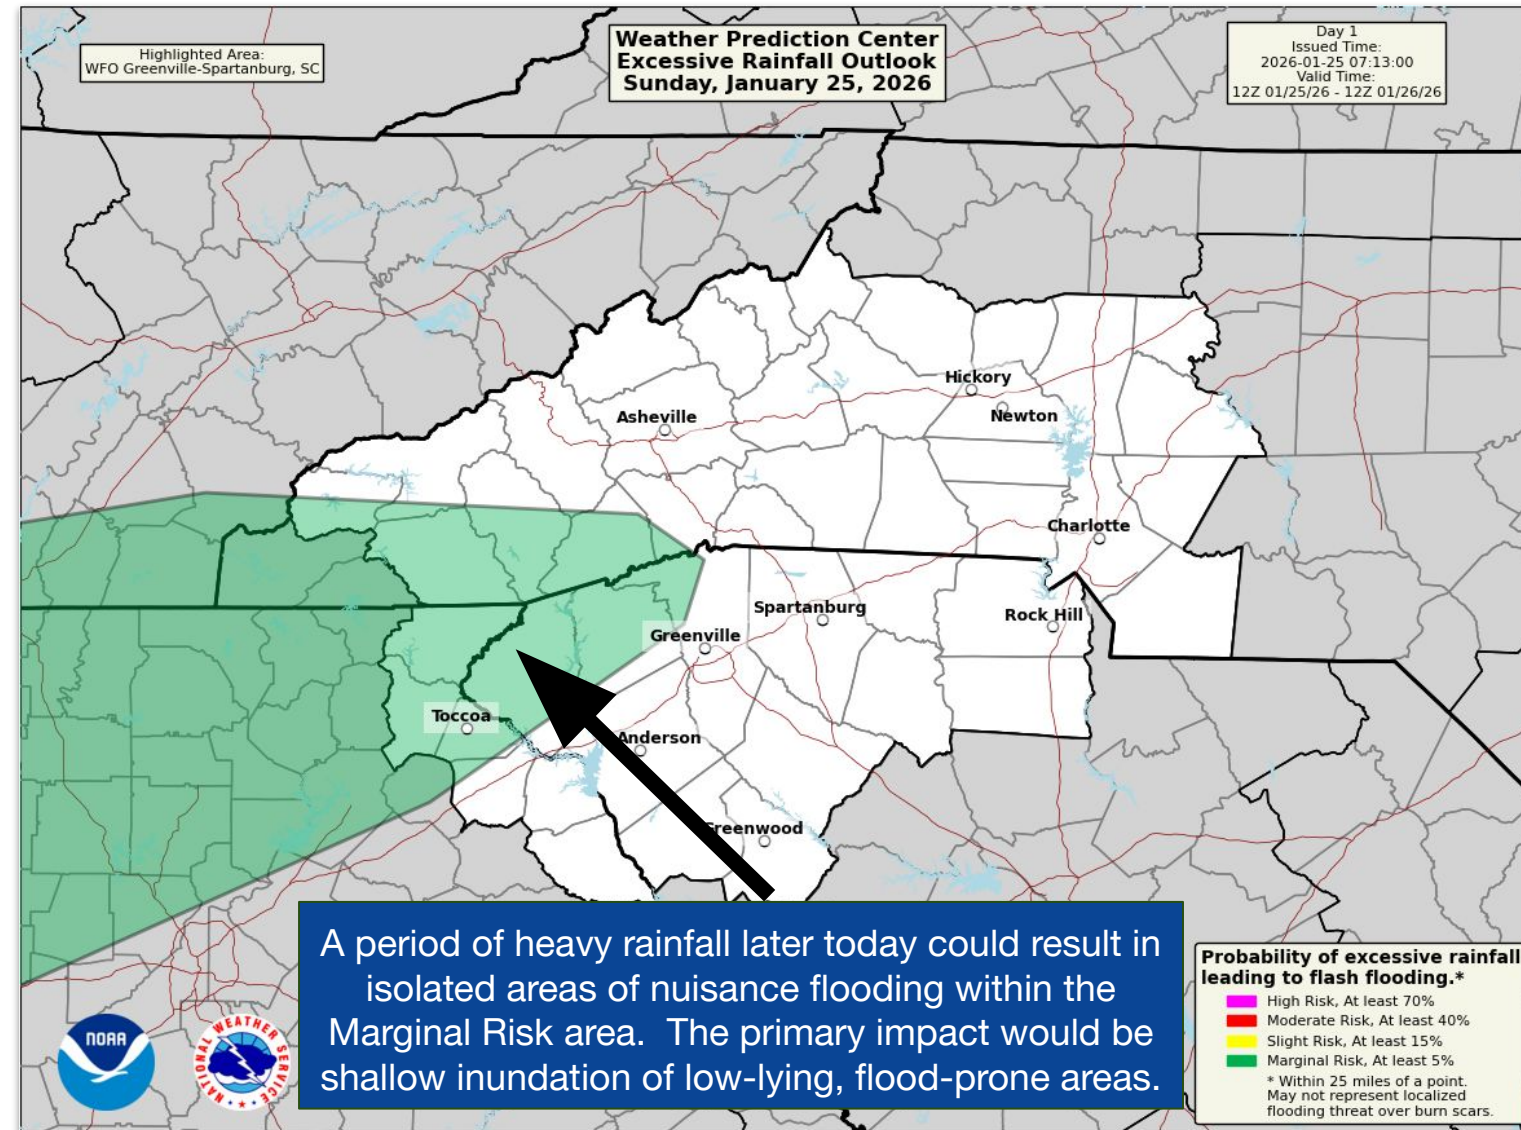 Highlighted Area:
WFO Greenville-Spartanburg, SC
Weather Prediction Center
Excessive Rainfall Outlook
Sunday, January 25, 2026
Day 1
Issued Time:
2026-01-25 07:13:00
Valid Time:
12Z 01/25/26 - 12Z 01/26/26
Hickory
Newton
Asheville
Charlotte
Spartanburg
Rock Hill
Greenville
Toccoa
Anderson
Greenwood
A period of heavy rainfall later today could result in
isolated areas of nuisance flooding within the
Marginal Risk area. The primary impact would be
shallow inundation of low-lying, flood-prone areas.
NOAA
NATIONAL WEATHER SERVICE
Probability of excessive rainfall
leading to flash flooding.*
High Risk, At least 70%
Moderate Risk, At least 40%
Slight Risk, At least 15%
Marginal Risk, At least 5%
* Within 25 miles of a point.
May not represent localized
flooding threat over burn scars.